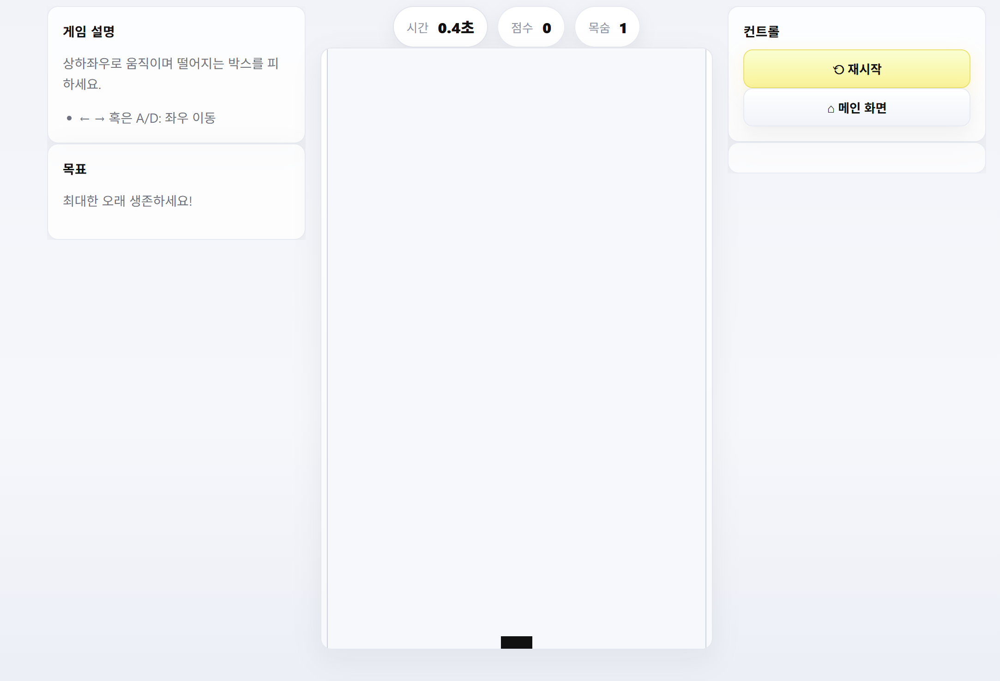 게임 설명
상하좌우로 움직이며 떨어지는 박스를 피
하세요.
• ← → 혹은 A/D: 좌우 이동
목표
최대한 오래 생존하세요!
시간 0.4초 점수 0 목숨 1
컨트롤
⟲ 재시작
⌂ 메인 화면